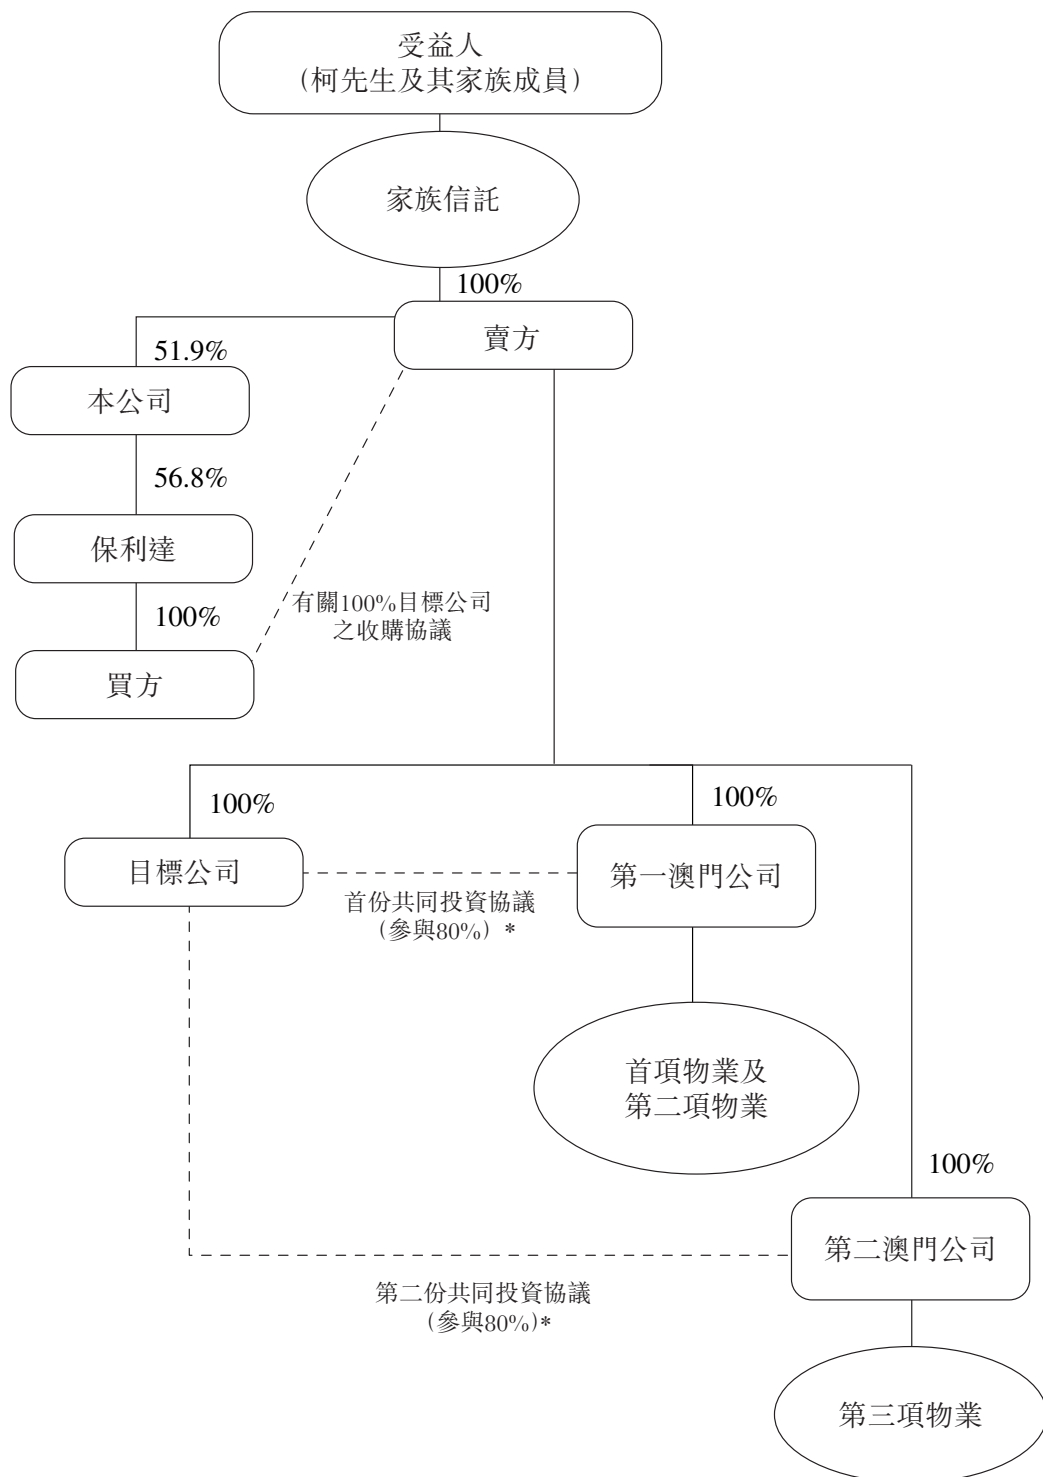 受益人
（柯先生及其家族成員）
家族信託
100%
賣方
51.9%
本公司
56.8%
保利達
100%
買方
有關100%目標公司
之收購協議
100%
目標公司
100%
第一澳門公司
首份共同投資協議
（參與80%）*
首項物業及
第二項物業
100%
第二澳門公司
第二份共同投資協議
（參與80%)*
第三項物業